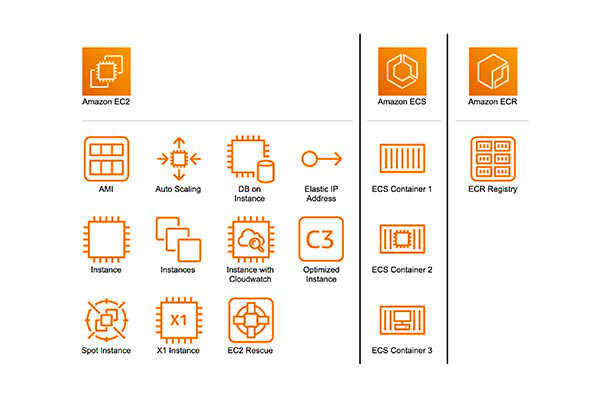 Amazon EC2
Amazon ECS
Amazon ECR
AMI
Auto Scaling
DB on
Instance
Elastic IP
Address
ECS Container 1
ECR Registry
Instance
Instances
Instance with
Cloudwatch
C3
Optimized
Instance
ECS Container 2
Spot Instance
X1
X1 Instance
EC2 Rescue
ECS Container 3